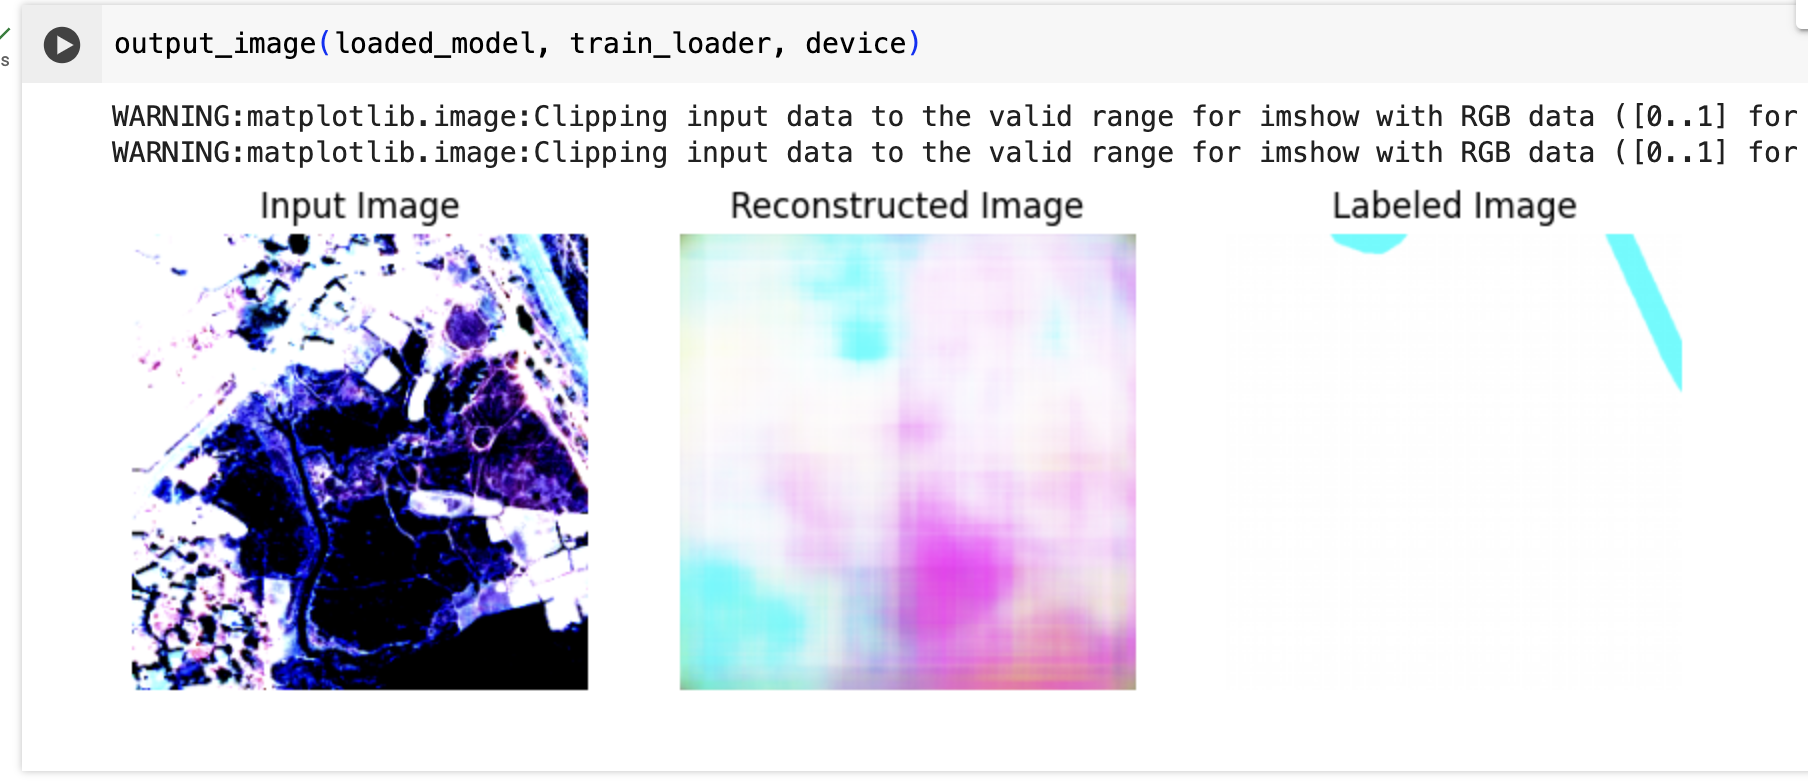 output_image(loaded_model, train_loader, device)
s
WARNING:matplotlib.image:Clipping input data to the valid range for imshow with RGB data ([0..1] for
WARNING:matplotlib.image:Clipping input data to the valid range for imshow with RGB data ([0..1] for
Input Image
Reconstructed Image
Labeled Image